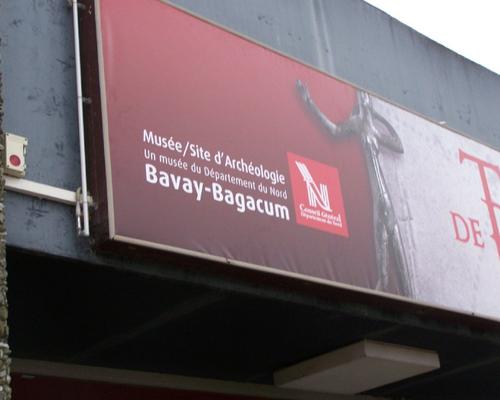 Musée/Site d'Archéologie
Un musée du Département du Nord
Bavay-Bagacum
N
Conseil Général
Département du Nord
DE